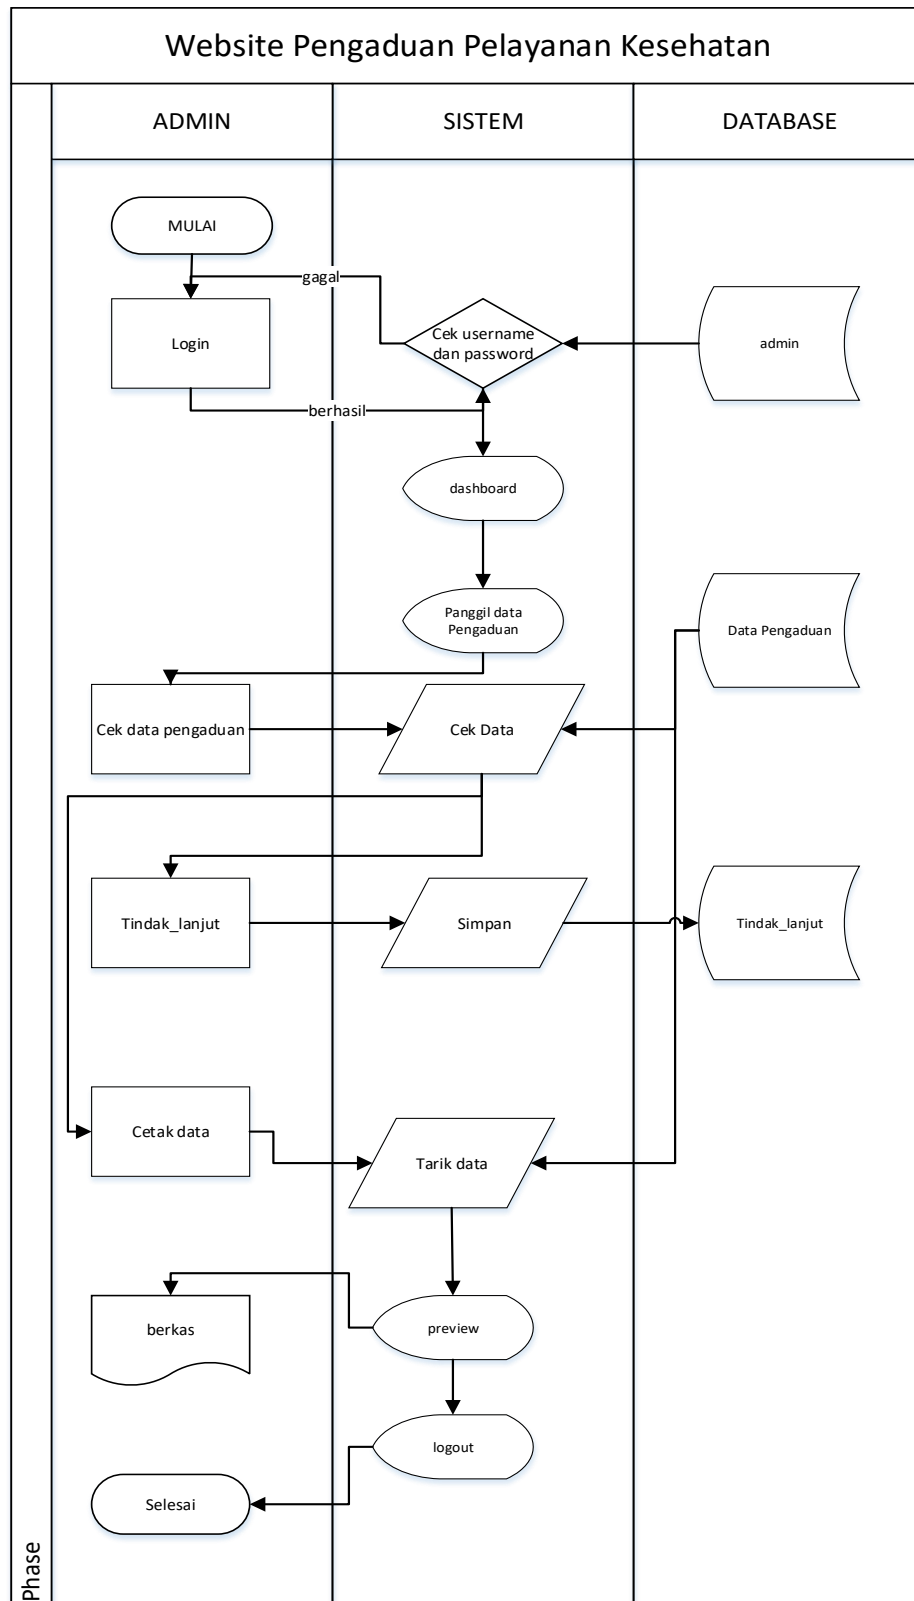 Website Pengaduan Pelayanan Kesehatan
ADMIN
SISTEM
DATABASE
MULAI
gagal
Login
Cek username
dan password
admin
berhasil
dashboard
Panggil data
Pengaduan
Data Pengaduan
Cek data pengaduan
Cek Data
Tindak_lanjut
Simpan
Tindak_lanjut
Cetak data
Tarik data
berkas
preview
logout
Selesai
Phase